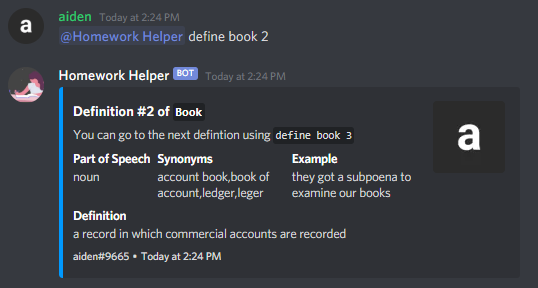 a
aiden Today at 2:24 PM
@Homework Helper define book 2
Homework Helper BOT Today at 2:24 PM
Definition #2 of Book
a
You can go to the next defintion using define book 3
Part of Speech Synonyms Example
noun account book,book of they got a subpoena to
account,ledger,leger examine our books
Definition
a record in which commercial accounts are recorded
aiden#9665 • Today at 2:24 PM